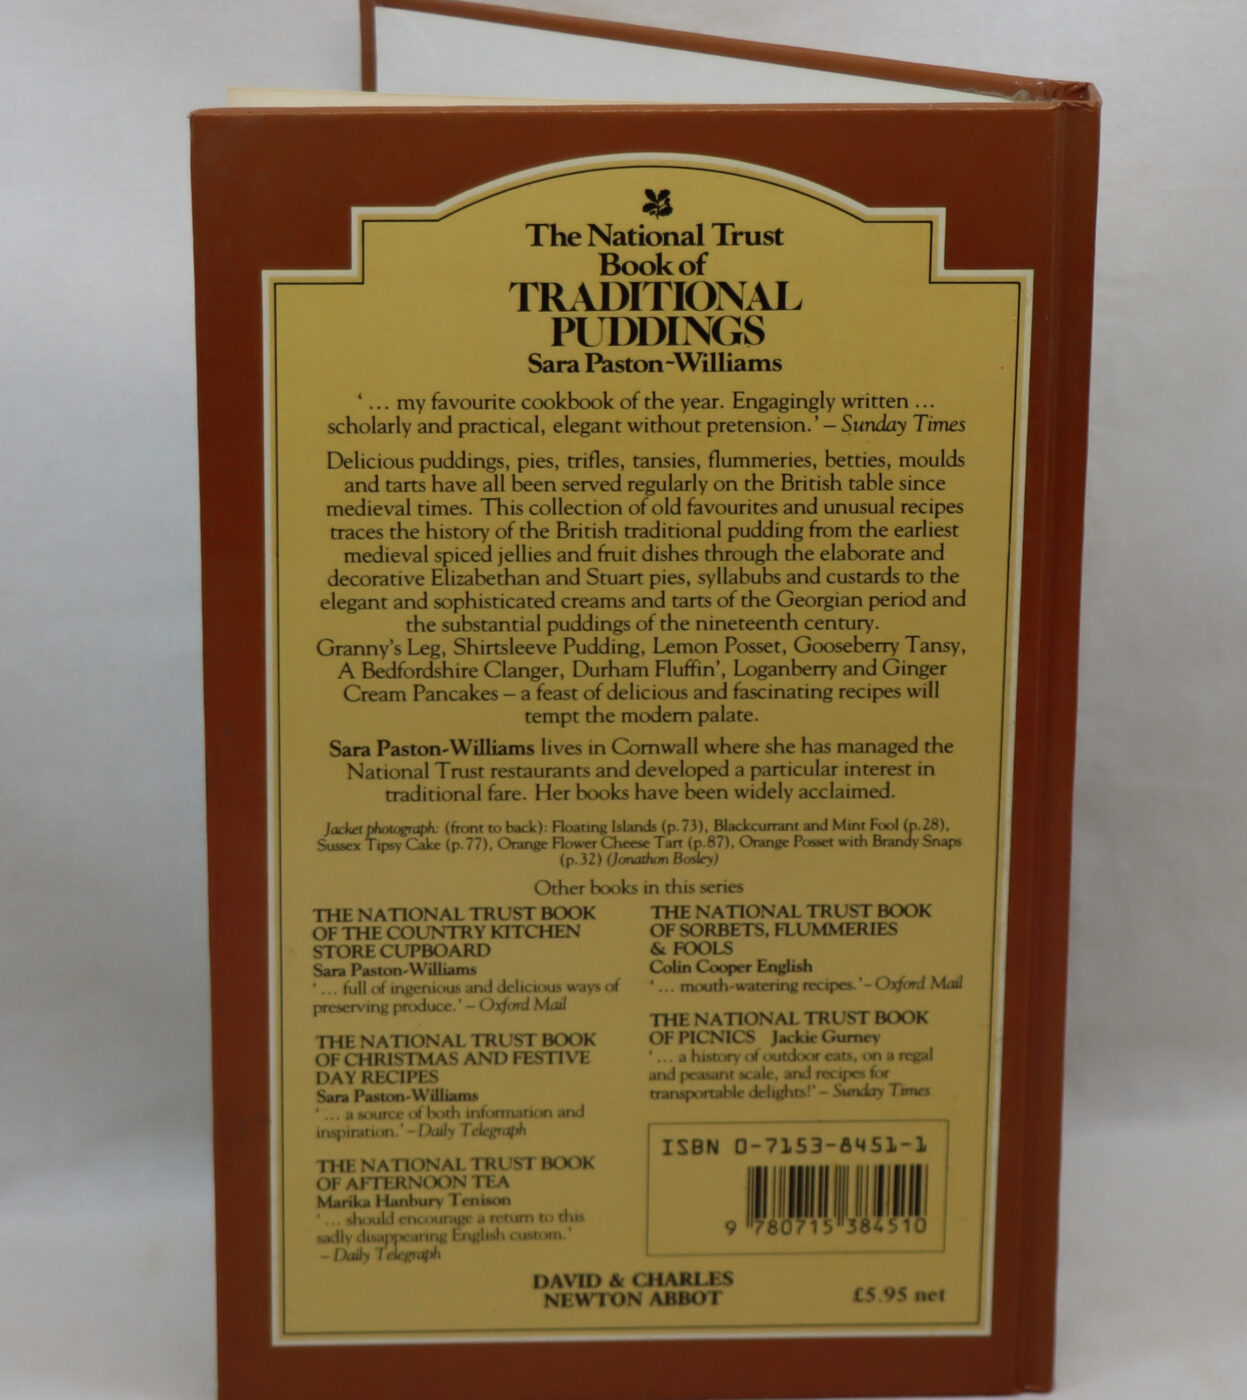 The National Trust
Book of
TRADITIONAL
PUDDINGS
Sara Paston-Williams
‘ ... my favourite cookbook of the year. Engagingly written ...
scholarly and practical, elegant without pretension.’ – Sunday Times
Delicious puddings, pies, trifles, tansies, flummeries, betties, moulds
and tarts have all been served regularly on the British table since
medieval times. This collection of old favourites and unusual recipes
traces the history of the British traditional pudding from the earliest
medieval spiced jellies and fruit dishes through the elaborate and
decorative Elizabethan and Stuart pies, syllabubs and custards to the
elegant and sophisticated creams and tarts of the Georgian period and
the substantial puddings of the nineteenth century.
Granny’s Leg, Shirtsleeve Pudding, Lemon Posset, Gooseberry Tansy,
A Bedfordshire Clanger, Durham Fluffin’, Loganberry and Ginger
Cream Pancakes – a feast of delicious and fascinating recipes will
tempt the modern palate.
Sara Paston-Williams lives in Cornwall where she has managed the
National Trust restaurants and developed a particular interest in
traditional fare. Her books have been widely acclaimed.
Jacket photograph: (front to back): Floating Islands (p.73), Blackcurrant and Mint Fool (p.28),
Sussex Tipsy Cake (p.77), Orange Flower Cheese Tart (p.87), Orange Posset with Brandy Snaps
(p.32) (Jonathon Bosley)
Other books in this series
THE NATIONAL TRUST BOOK
OF THE COUNTRY KITCHEN
STORE CUPBOARD
Sara Paston-Williams
‘ ... full of ingenious and delicious ways of
preserving produce.’ – Oxford Mail
THE NATIONAL TRUST BOOK
OF CHRISTMAS AND FESTIVE
DAY RECIPES
Sara Paston-Williams
‘ ... a source of both information and
inspiration.’ – Daily Telegraph
THE NATIONAL TRUST BOOK
OF AFTERNOON TEA
Marika Hanbury Tenison
‘ ... should encourage a return to this
sadly disappearing English custom.’
– Daily Telegraph
THE NATIONAL TRUST BOOK
OF SORBETS, FLUMMERIES
& FOOLS
Colin Cooper English
‘ ... mouth-watering recipes.’ – Oxford Mail
THE NATIONAL TRUST BOOK
OF PICNICS Jackie Gurney
‘ ... a history of outdoor eats, on a regal
and peasant scale, and recipes for
transportable delights!’ – Sunday Times
ISBN 0-7153-8451-1
9 780715 384510
DAVID & CHARLES
NEWTON ABBOT
£5.95 net